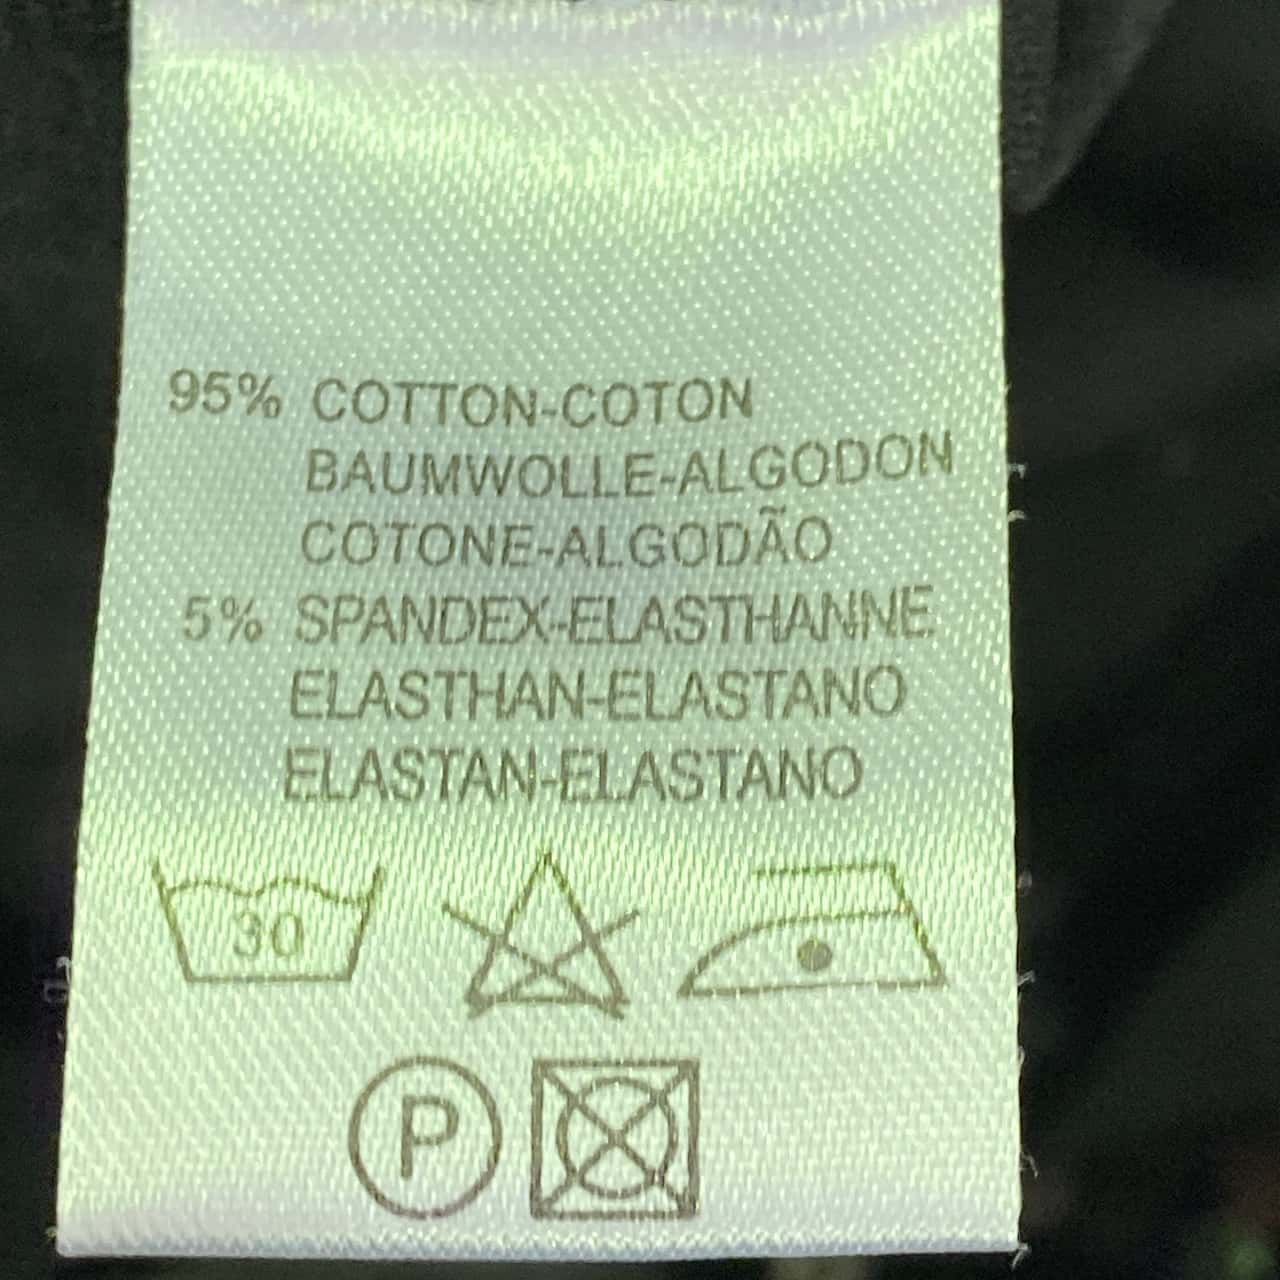 95% COTTON-COTON
BAUMWOLLE-ALGODON
COTONE-ALGODÃO
5% SPANDEX-ELASTHANNE
ELASTHAN-ELASTANO
ELASTAN-ELASTANO
30
P